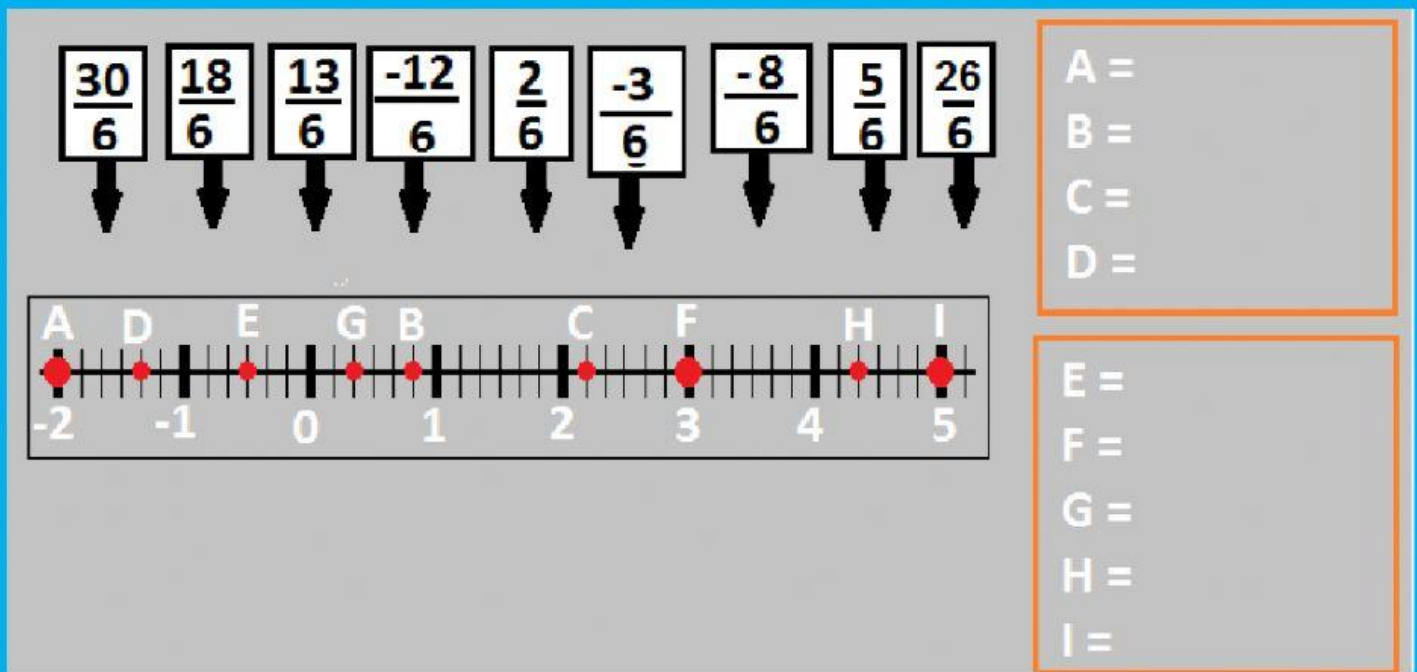 30 18 13 -12 2 -3 -8 5 26
6 6 6 6 6 6 6 6 6
A D E G B C F H I
-2 -1 0 1 2 3 4 5
A =
B =
C =
D =
E =
F =
G =
H =
I =